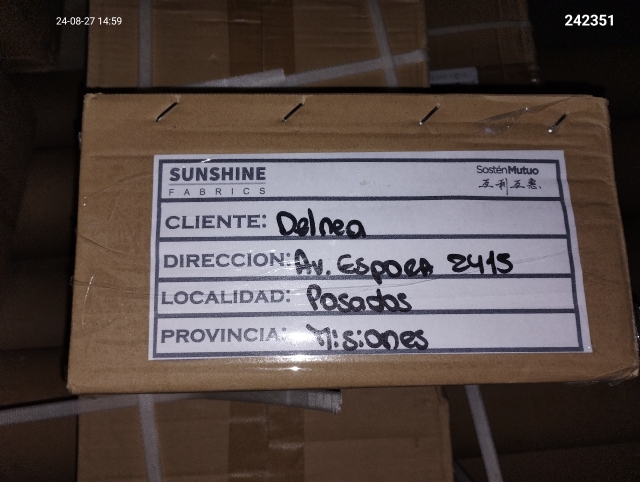 24-08-27 14:59
242351
SUNSHINE
FABRICS
SosténMutuo
互利互惠.
CLIENTE: Delnea
DIRECCION: Av. ESPORA 2415
LOCALIDAD: Posados
PROVINCIA: Misiones